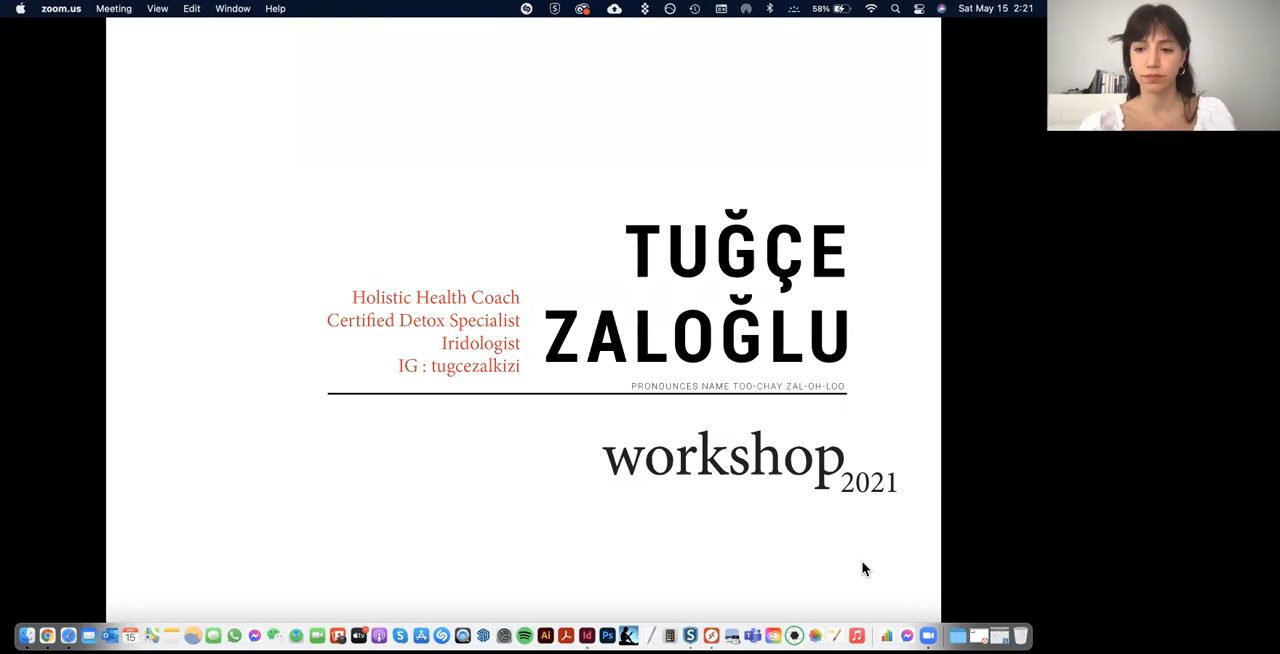 zoom.us Meeting View Edit Window Help 58% Sat May 15 2:21
TUĞÇE
ZALOĞLU
Holistic Health Coach
Certified Detox Specialist
Iridologist
IG : tugcezalkizi
PRONOUNCES NAME TOO-CHAY ZAL-OH-LOO
workshop
2021